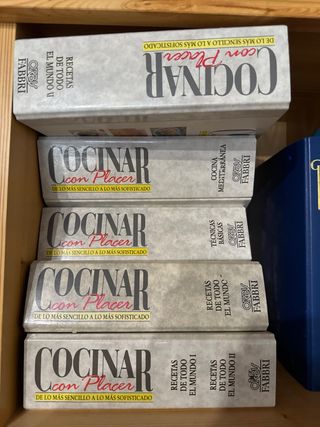 COCINAR
con Placer
DE LO MÁS SENCILLO A LO MÁS SOFISTICADO
RECETAS
DE TODO
EL MUNDO II
FABBRI
COCINAR
con Placer
DE LO MÁS SENCILLO A LO MÁS SOFISTICADO
COCINA
MEDITERRÁNEA
FABBRI
COCINAR
con Placer
DE LO MÁS SENCILLO A LO MÁS SOFISTICADO
TÉCNICAS
BÁSICAS
FABBRI
COCINAR
con Placer
DE LO MÁS SENCILLO A LO MÁS SOFISTICADO
RECETAS
DE TODO
EL MUNDO -
FABBRI
COCINAR
con Placer
DE LO MÁS SENCILLO A LO MÁS SOFISTICADO
RECETAS
DE TODO
EL MUNDO I
RECETAS
DE TODO
EL MUNDO II
FABBRI